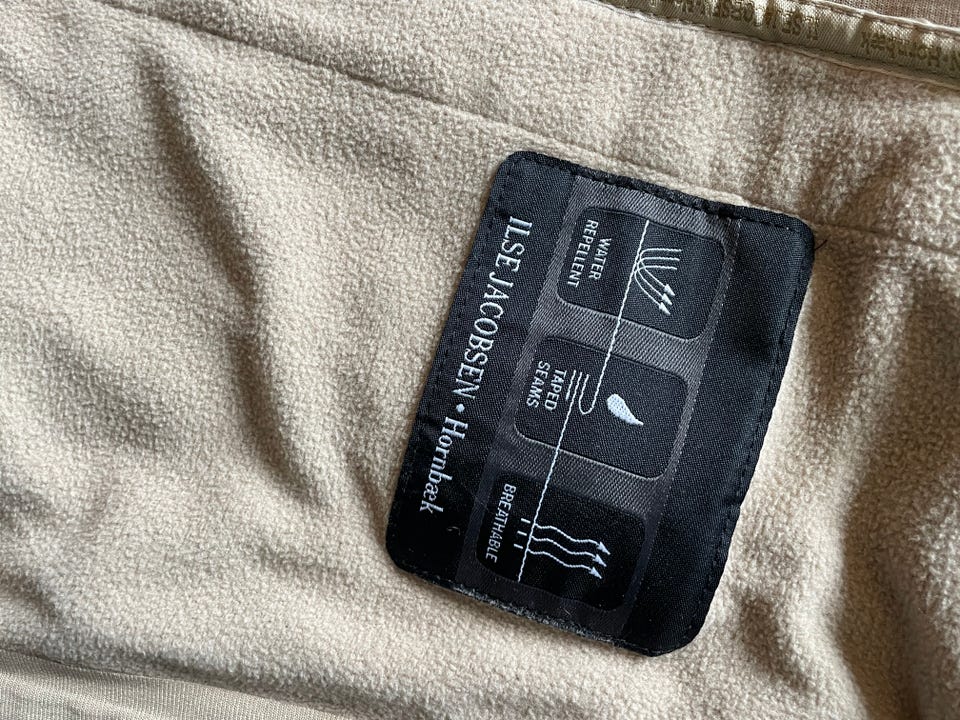 WATER
REPELLENT
TAPED
SEAMS
BREATHABLE
ILSE JACOBSEN • Hornbæk